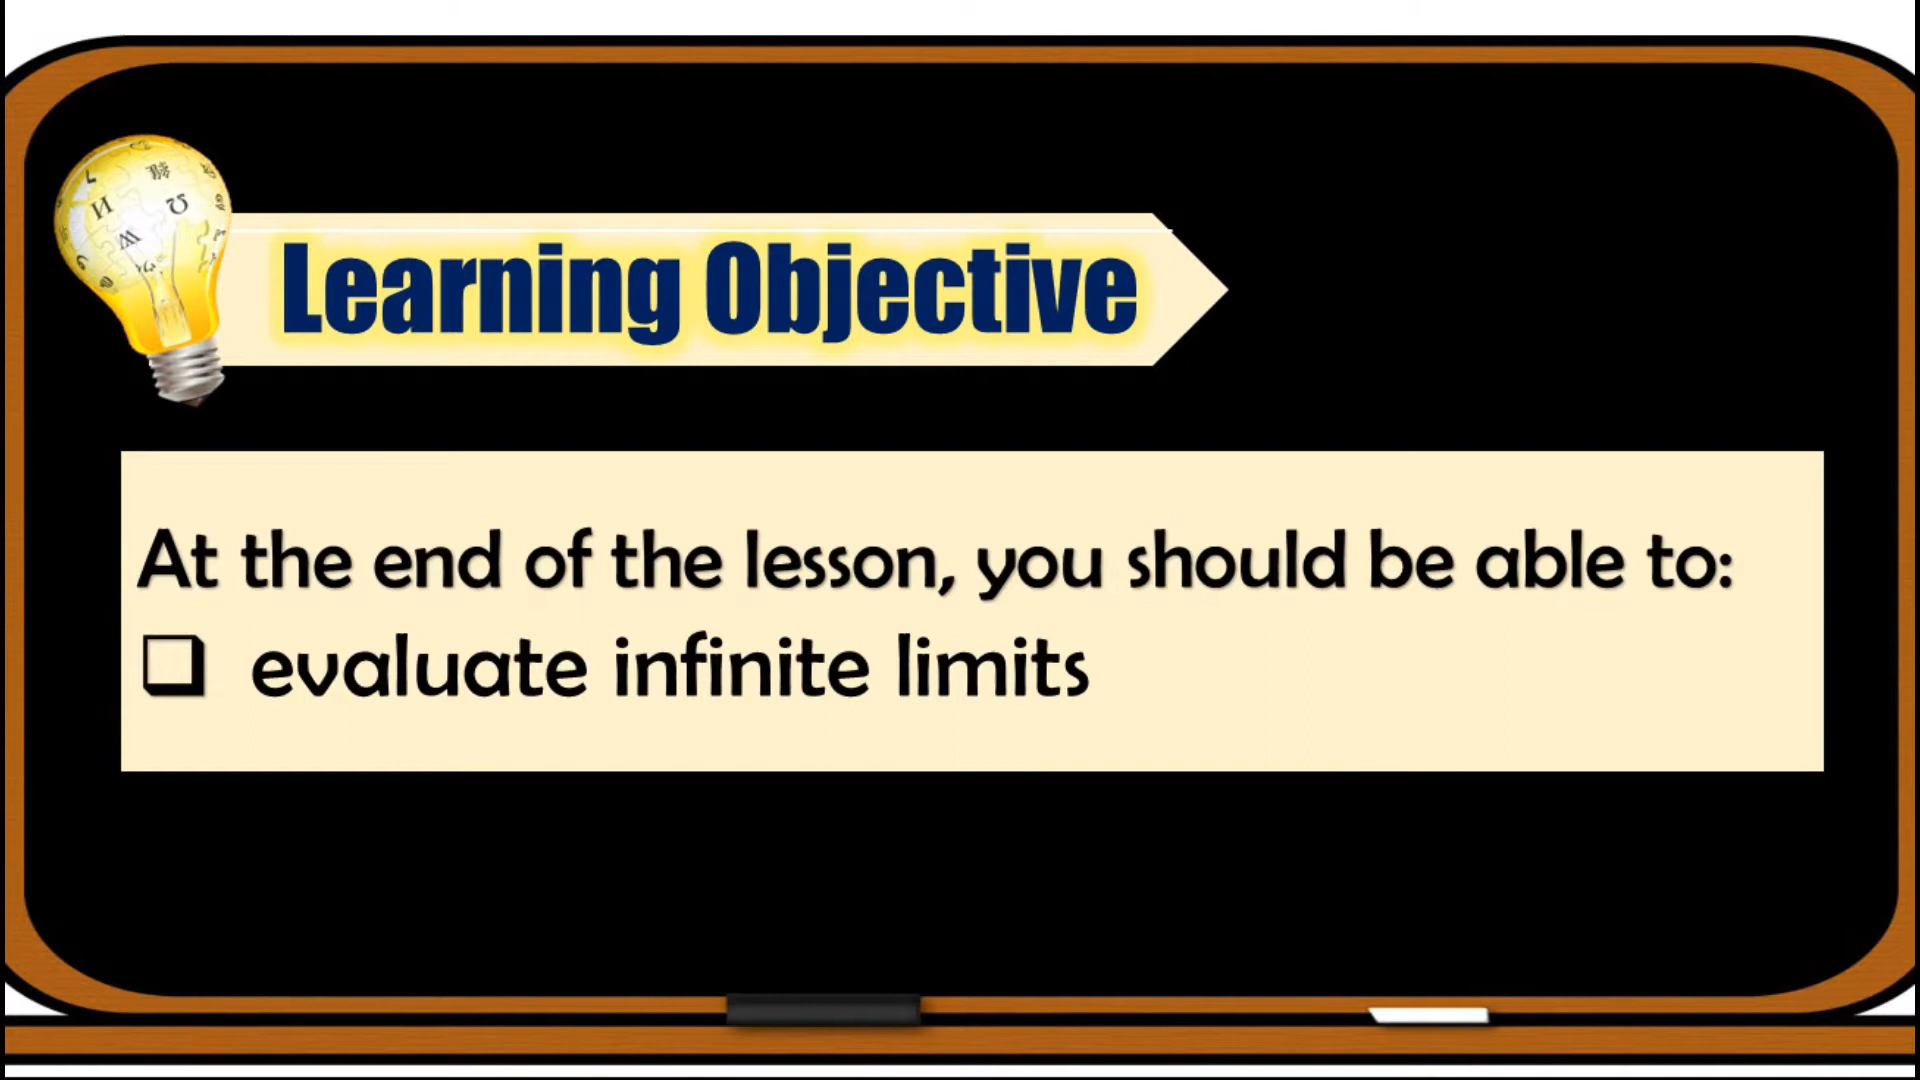 Learning Objective
At the end of the lesson, you should be able to:
❑ evaluate infinite limits